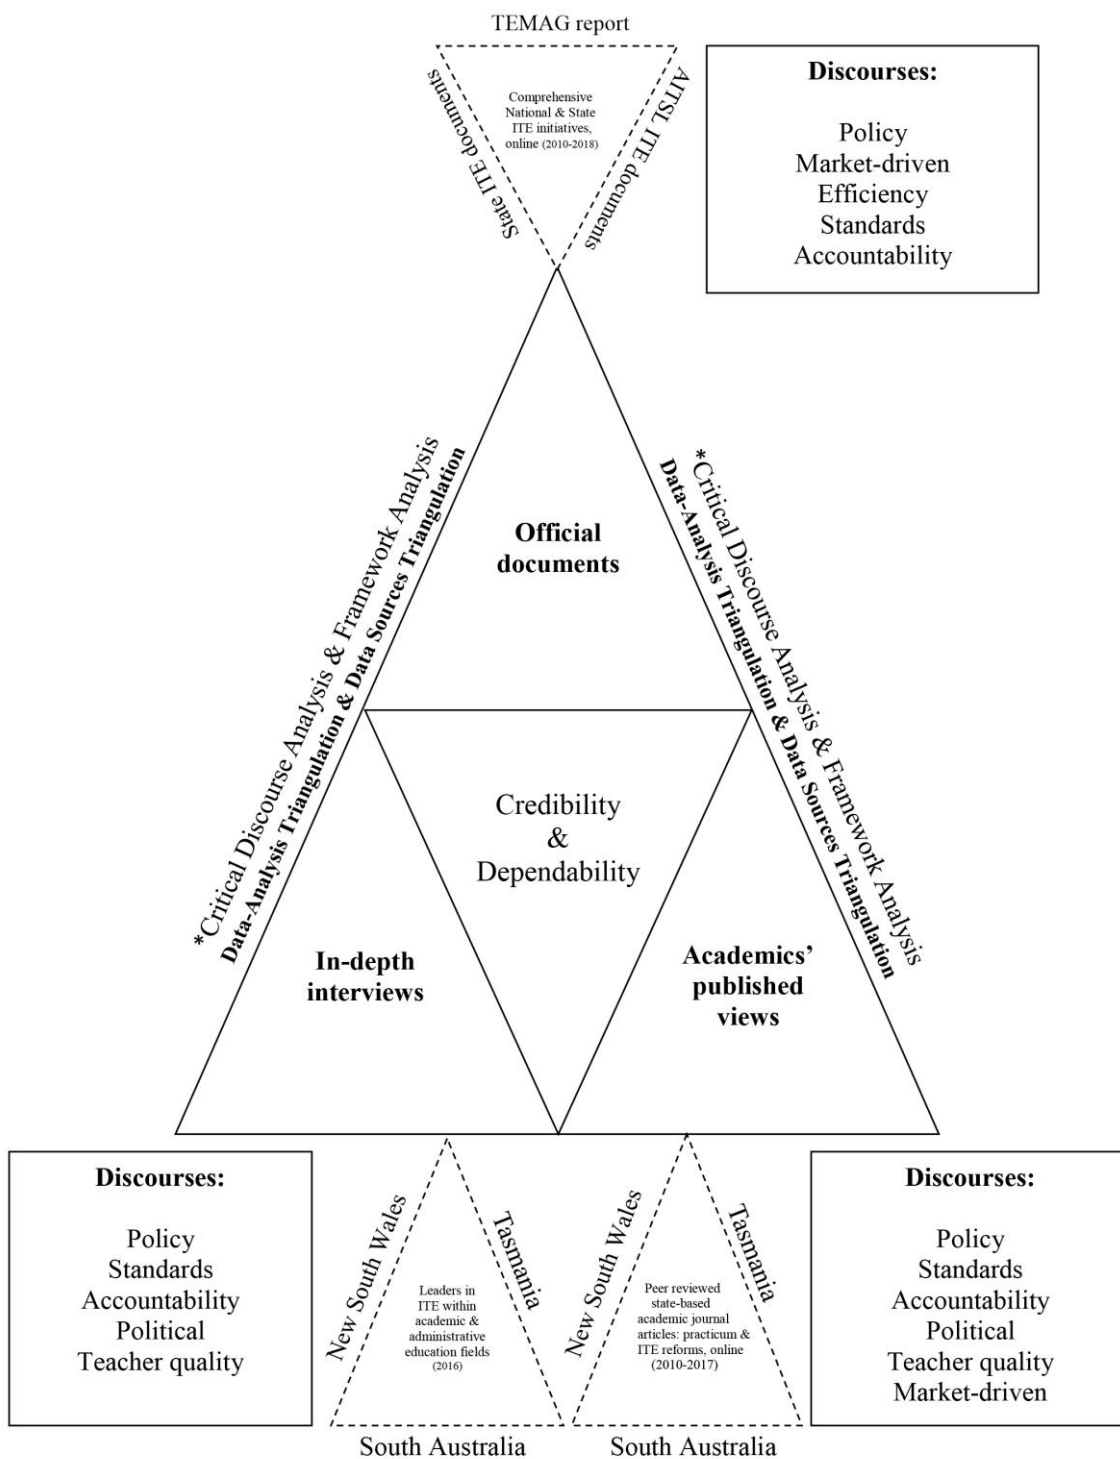 TEMAG report
State ITE documents
Comprehensive
National & State
ITE initiatives,
online (2010-2018)
AITSL ITE documents
Discourses:
Policy
Market-driven
Efficiency
Standards
Accountability
*Critical Discourse Analysis & Framework Analysis
Data-Analysis Triangulation & Data Sources Triangulation
Official
documents
*Critical Discourse Analysis & Framework Analysis
Data-Analysis Triangulation & Data Sources Triangulation
Credibility
&
Dependability
In-depth
interviews
Academics’
published
views
Discourses:
Policy
Standards
Accountability
Political
Teacher quality
New South Wales
Leaders in
ITE within
academic &
administrative
education fields
(2016)
Tasmania
South Australia
New South Wales
Peer reviewed
state-based
academic journal
articles: practicum &
ITE reforms, online
(2010-2017)
Tasmania
South Australia
Discourses:
Policy
Standards
Accountability
Political
Teacher quality
Market-driven